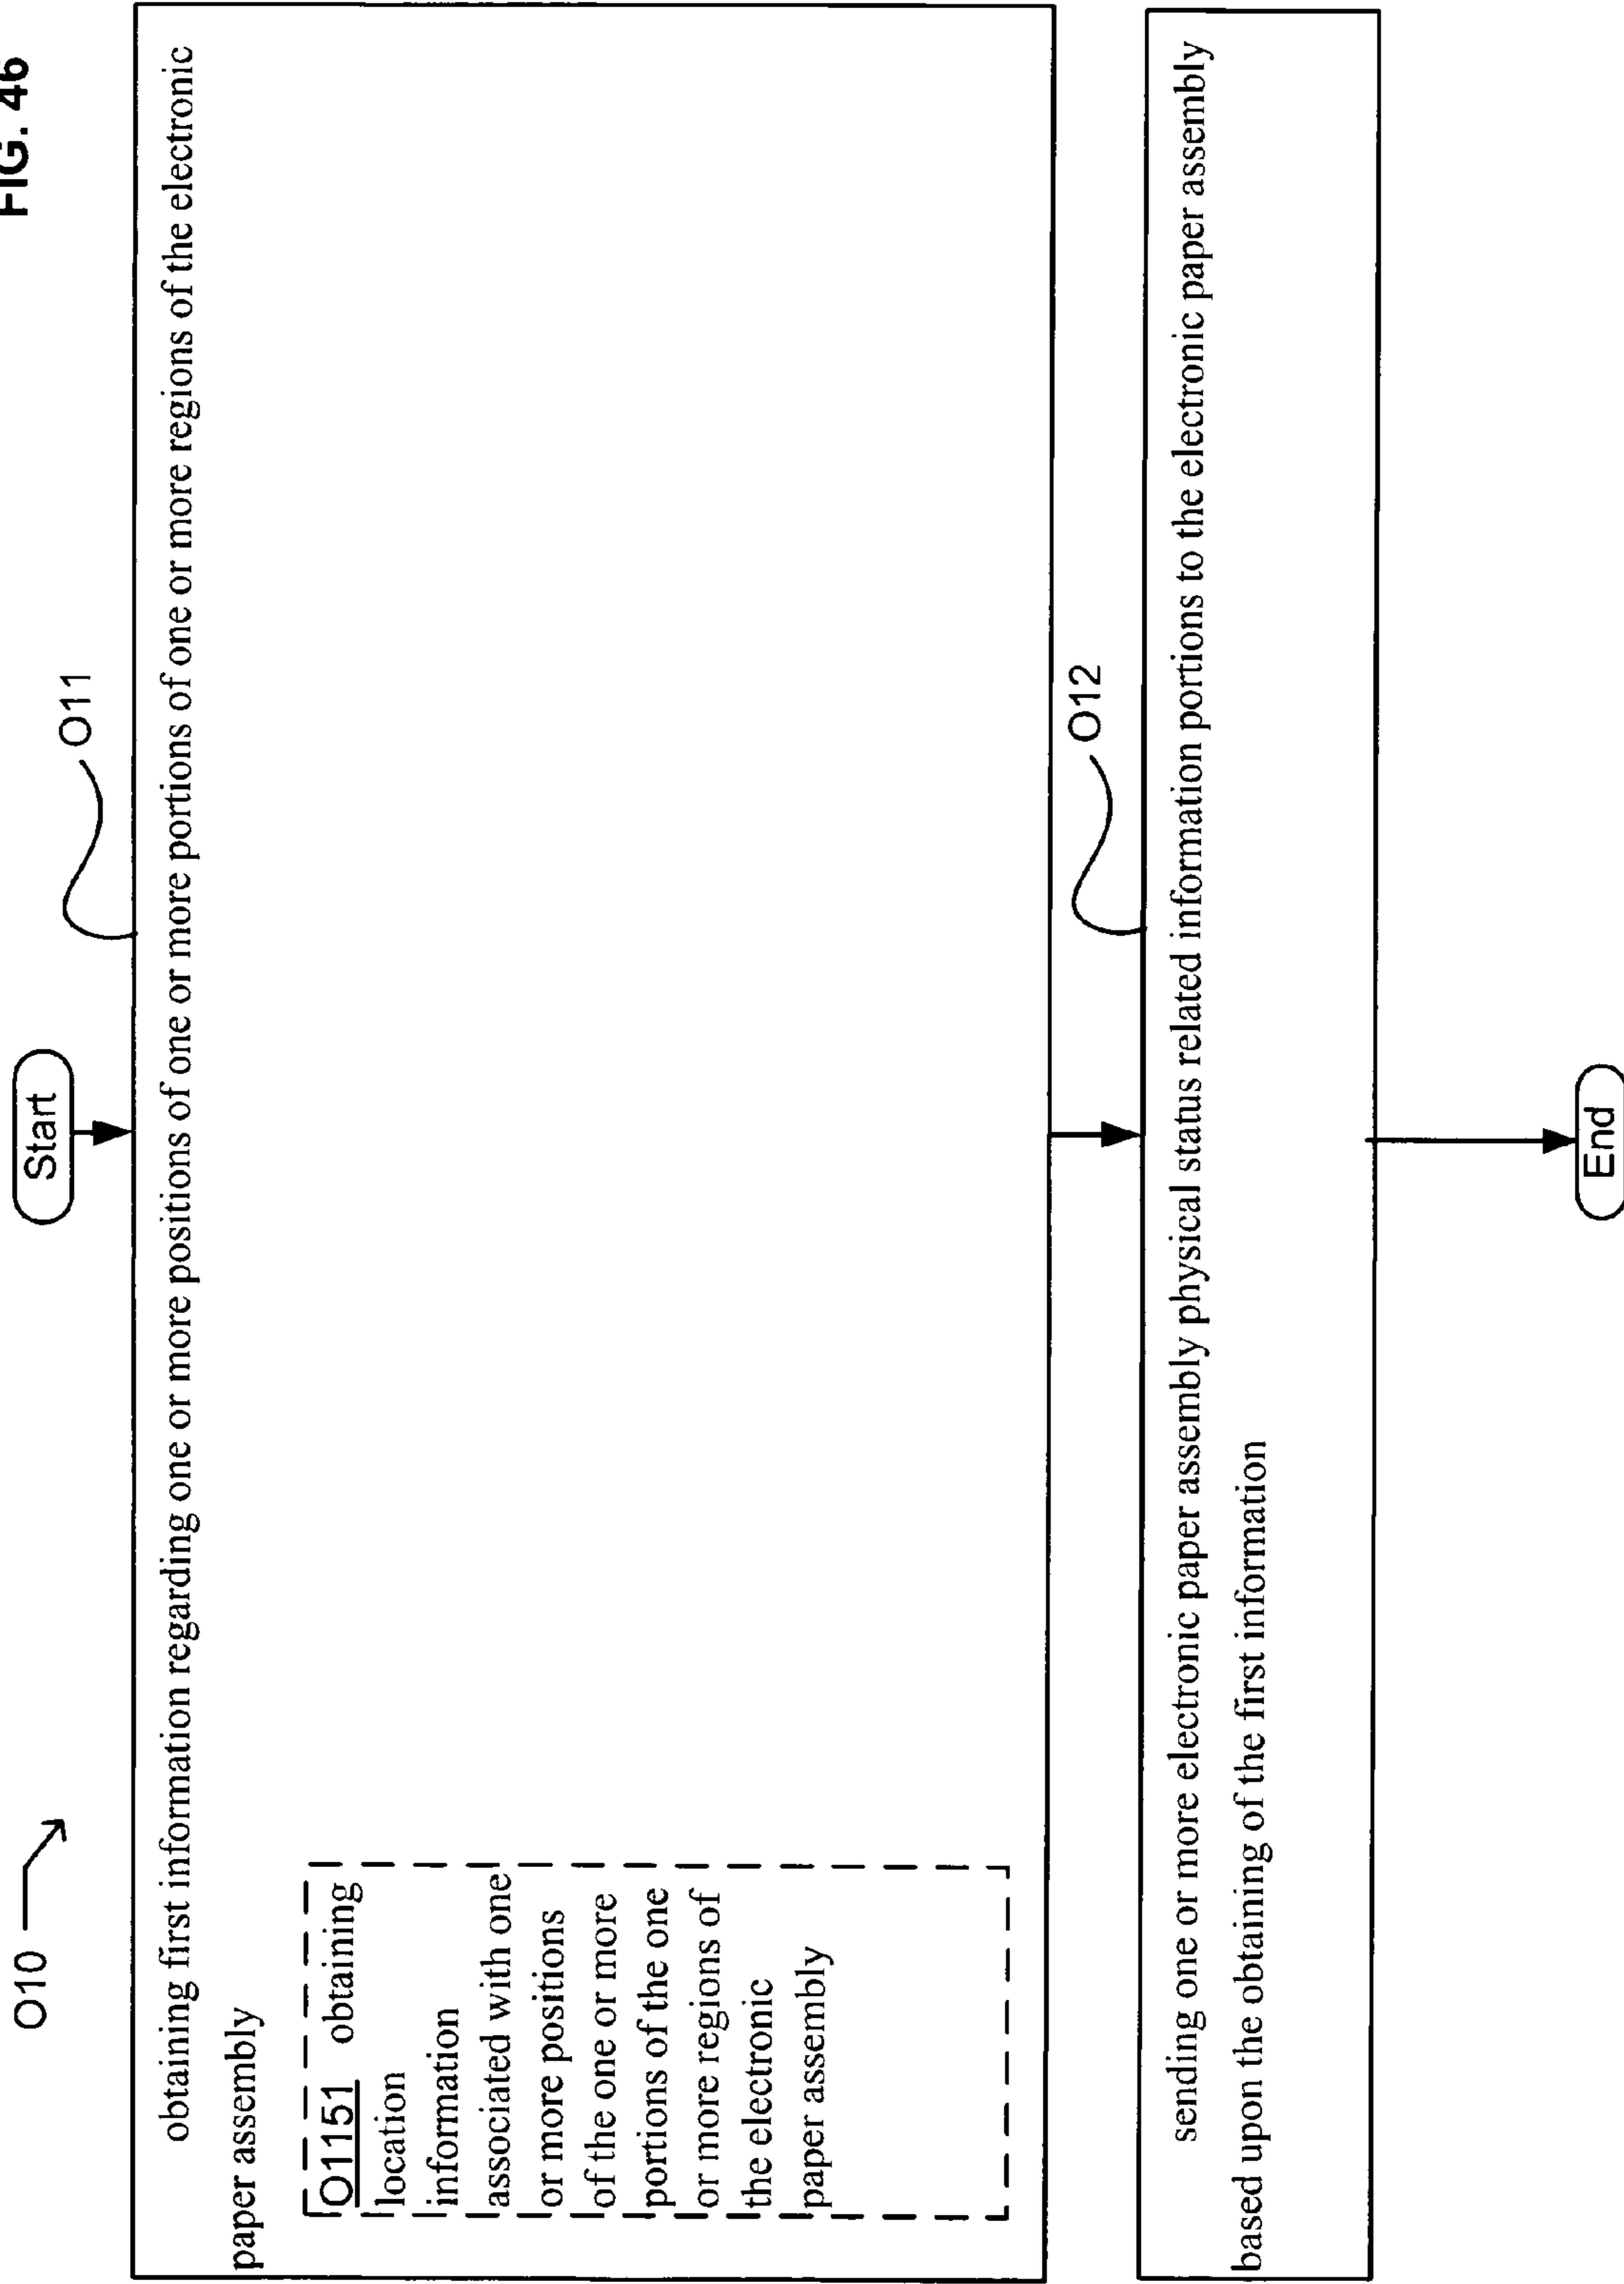 FIG. 46
O10
Start
O11
obtaining first information regarding one or more positions of one or more portions of one or more regions of the electronic
paper assembly
O1151 obtaining
location
information
associated with one
or more positions
of the one or more
portions of the one
or more regions of
the electronic
paper assembly
O12
sending one or more electronic paper assembly physical status related information portions to the electronic paper assembly
based upon the obtaining of the first information
End